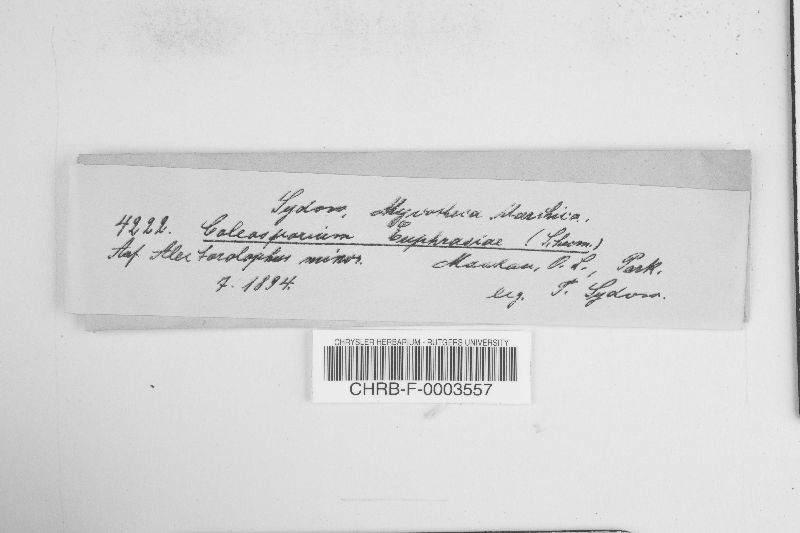 Sydow, Mycotheca Marchica.
4222. Coleosporium Euphrasiae (Schum.)
Auf Alectorolophus minor. Muskau, O. L., Park.
7. 1894. leg. P. Sydow.
CHRYSLER HERBARIUM - RUTGERS UNIVERSITY
CHRB-F-0003557